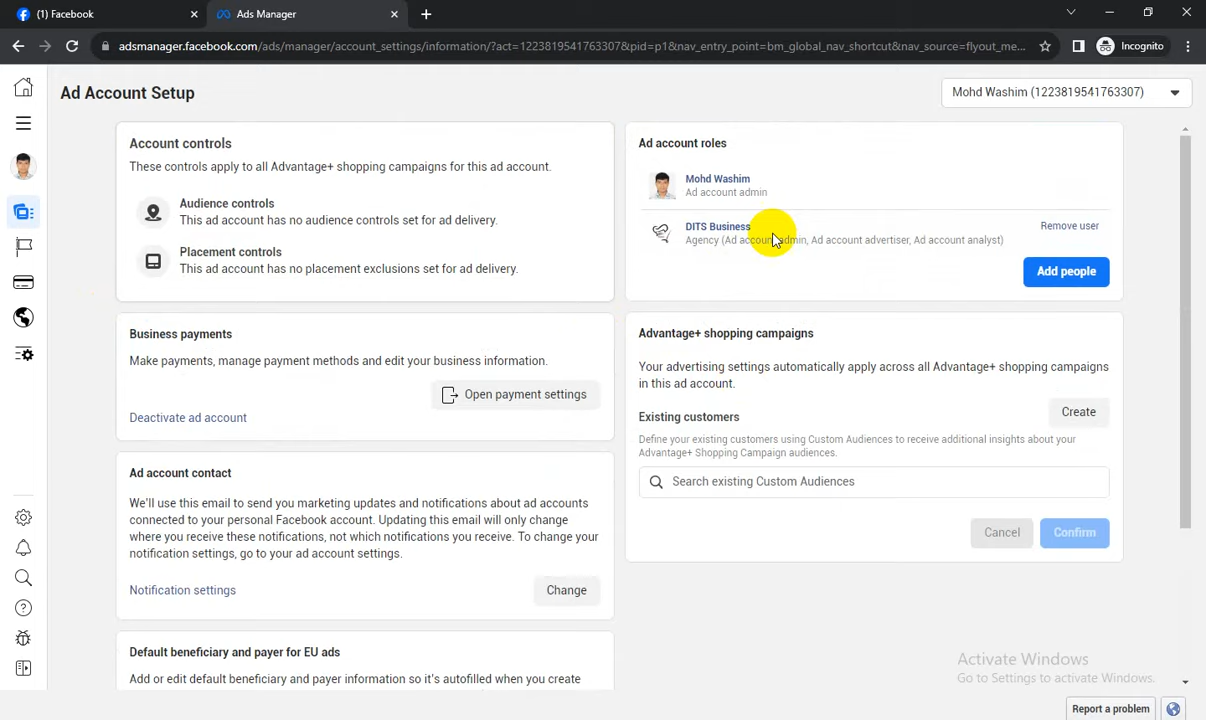 (1) Facebook
Ads Manager
adsmanager.facebook.com/ads/manager/account_settings/information/?act=1223819541763307&pid=p1&nav_entry_point=bm_global_nav_shortcut&nav_source=flyout_me...
Incognito
Ad Account Setup
Mohd Washim (1223819541763307)
Account controls
These controls apply to all Advantage+ shopping campaigns for this ad account.
Audience controls
This ad account has no audience controls set for ad delivery.
Placement controls
This ad account has no placement exclusions set for ad delivery.
Business payments
Make payments, manage payment methods and edit your business information.
Open payment settings
Deactivate ad account
Ad account contact
We'll use this email to send you marketing updates and notifications about ad accounts
connected to your personal Facebook account. Updating this email will only change
where you receive these notifications, not which notifications you receive. To change your
notification settings, go to your ad account settings.
Notification settings
Change
Default beneficiary and payer for EU ads
Add or edit default beneficiary and payer information so it's autofilled when you create
Ad account roles
Mohd Washim
Ad account admin
DITS Business
Remove user
Agency (Ad account admin, Ad account advertiser, Ad account analyst)
Add people
Advantage+ shopping campaigns
Your advertising settings automatically apply across all Advantage+ shopping campaigns
in this ad account.
Existing customers
Create
Define your existing customers using Custom Audiences to receive additional insights about your
Advantage+ Shopping Campaign audiences.
Search existing Custom Audiences
Cancel
Confirm
Activate Windows
Go to Settings to activate Windows.
Report a problem